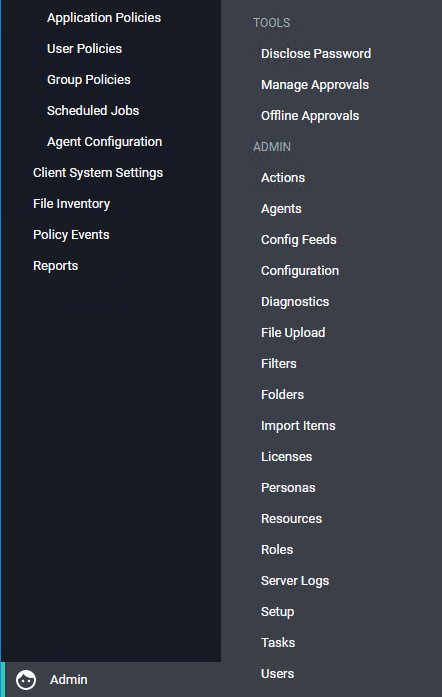 Application Policies
User Policies
Group Policies
Scheduled Jobs
Agent Configuration
Client System Settings
File Inventory
Policy Events
Reports
Admin
TOOLS
Disclose Password
Manage Approvals
Offline Approvals
ADMIN
Actions
Agents
Config Feeds
Configuration
Diagnostics
File Upload
Filters
Folders
Import Items
Licenses
Personas
Resources
Roles
Server Logs
Setup
Tasks
Users